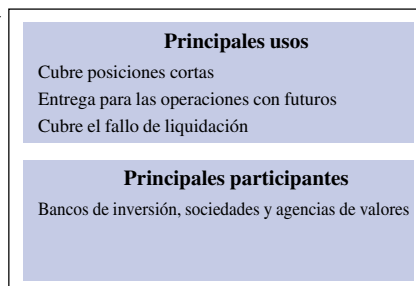 Principales usos
Cubre posiciones cortas
Entrega para las operaciones con futuros
Cubre el fallo de liquidación
Principales participantes
Bancos de inversión, sociedades y agencias de valores